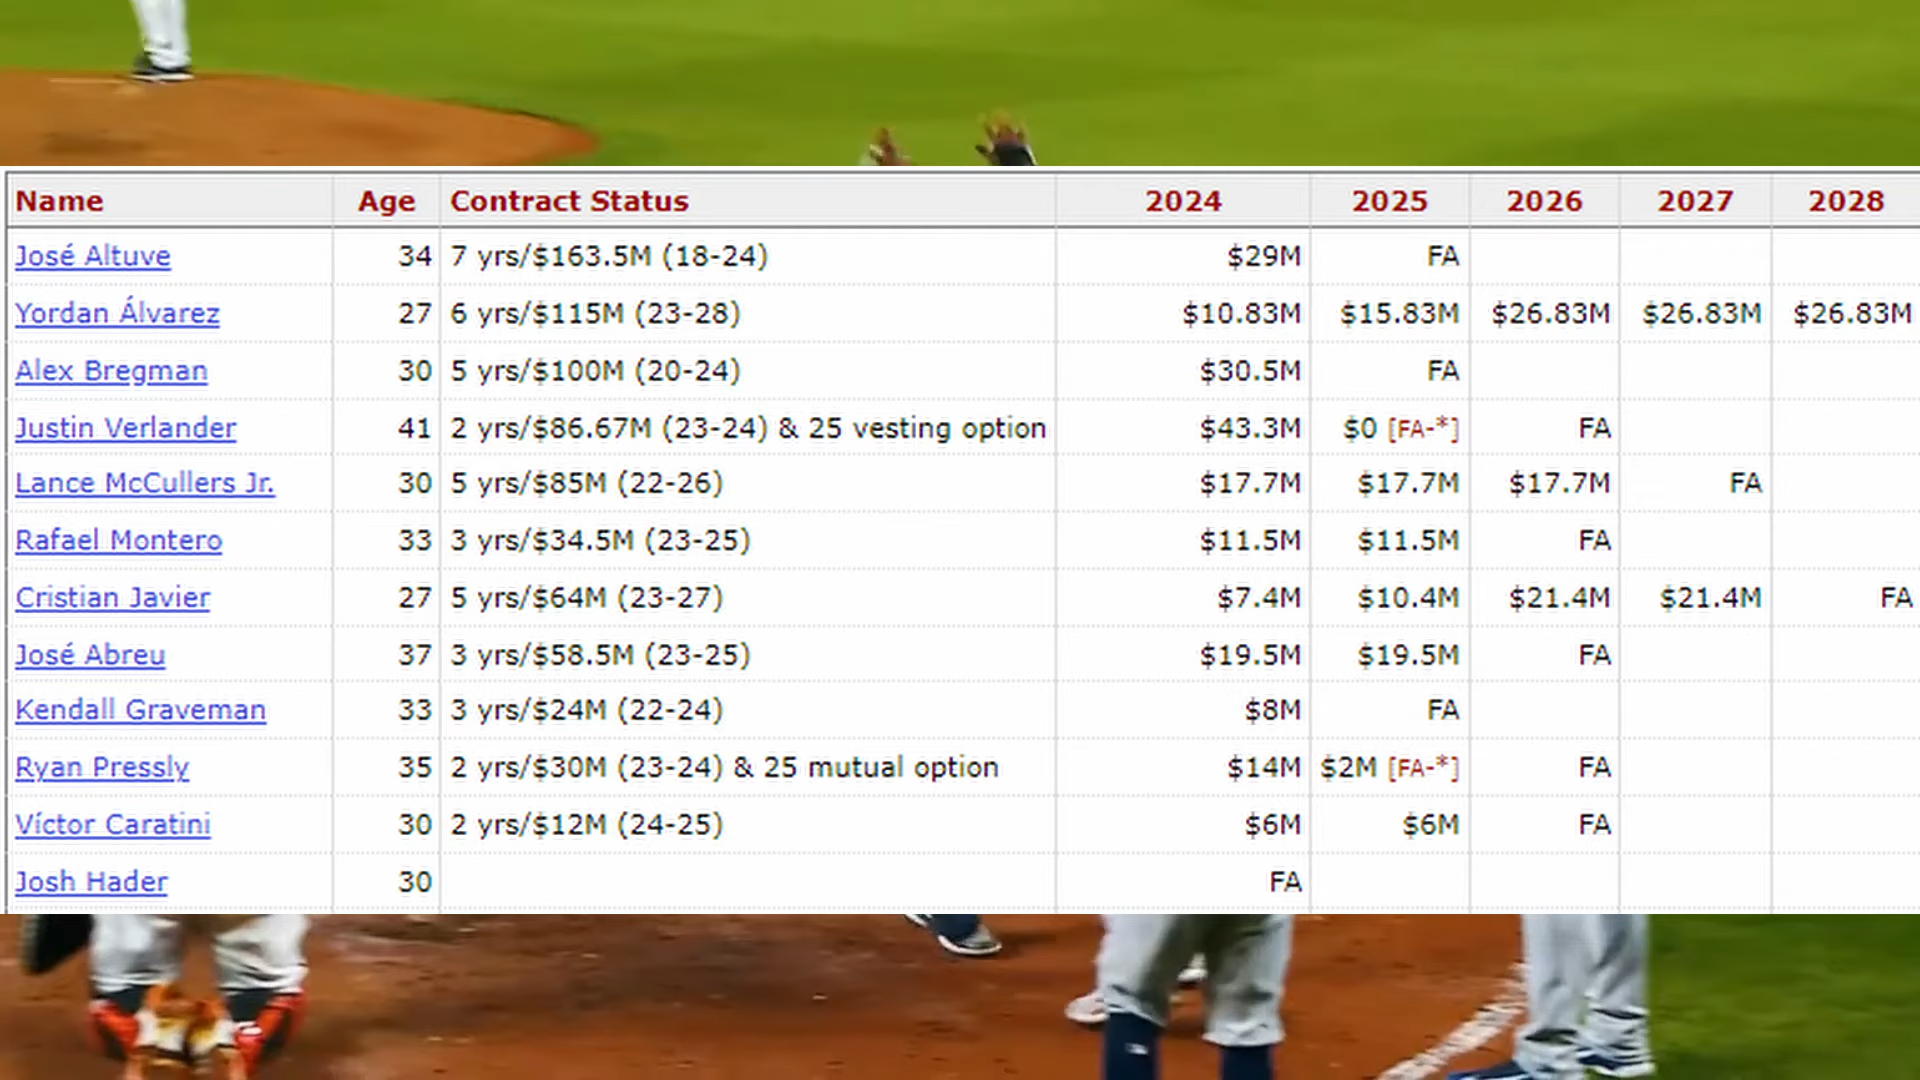 Name Age Contract Status 2024 2025 2026 2027 2028
José Altuve 34 7 yrs/$163.5M (18-24) $29M FA
Yordan Álvarez 27 6 yrs/$115M (23-28) $10.83M $15.83M $26.83M $26.83M $26.83M
Alex Bregman 30 5 yrs/$100M (20-24) $30.5M FA
Justin Verlander 41 2 yrs/$86.67M (23-24) & 25 vesting option $43.3M $0 [FA-*] FA
Lance McCullers Jr. 30 5 yrs/$85M (22-26) $17.7M $17.7M $17.7M FA
Rafael Montero 33 3 yrs/$34.5M (23-25) $11.5M $11.5M FA
Cristian Javier 27 5 yrs/$64M (23-27) $7.4M $10.4M $21.4M $21.4M FA
José Abreu 37 3 yrs/$58.5M (23-25) $19.5M $19.5M FA
Kendall Graveman 33 3 yrs/$24M (22-24) $8M FA
Ryan Pressly 35 2 yrs/$30M (23-24) & 25 mutual option $14M $2M [FA-*] FA
Víctor Caratini 30 2 yrs/$12M (24-25) $6M $6M FA
Josh Hader 30 FA